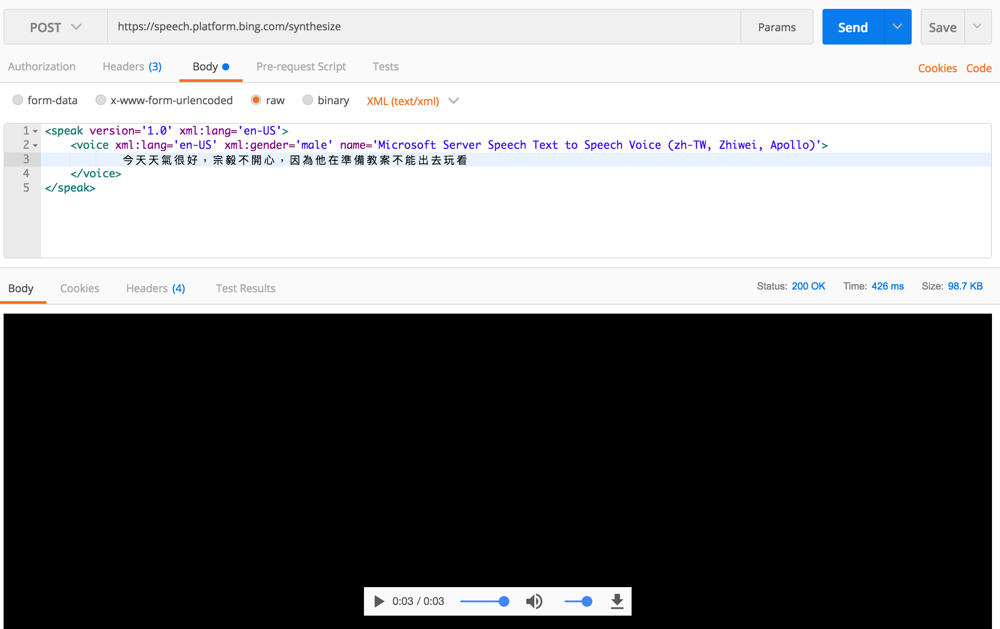 POST https://speech.platform.bing.com/synthesize Params Send Save
Authorization Headers (3) Body Pre-request Script Tests Cookies Code
form-data x-www-form-urlencoded raw binary XML (text/xml)
1 <speak version='1.0' xml:lang='en-US'>
2 <voice xml:lang='en-US' xml:gender='male' name='Microsoft Server Speech Text to Speech Voice (zh-TW, Zhiwei, Apollo)'>
3 今天天氣很好，宗毅不開心，因為他在準備教案不能出去玩看
4 </voice>
5 </speak>
Body Cookies Headers (4) Test Results Status: 200 OK Time: 426 ms Size: 98.7 KB
0:03 / 0:03